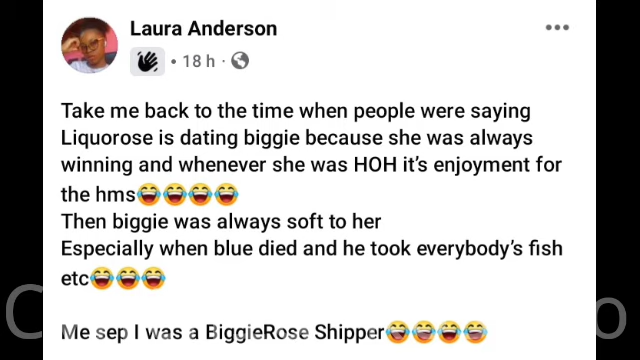 Laura Anderson
18 h
Take me back to the time when people were saying
Liquorose is dating biggie because she was always
winning and whenever she was HOH it's enjoyment for
the hms😂😂😂😂
Then biggie was always soft to her
Especially when blue died and he took everybody's fish
etc😂😂😂
Me sep I was a BiggieRose Shipper😂😂😂😂